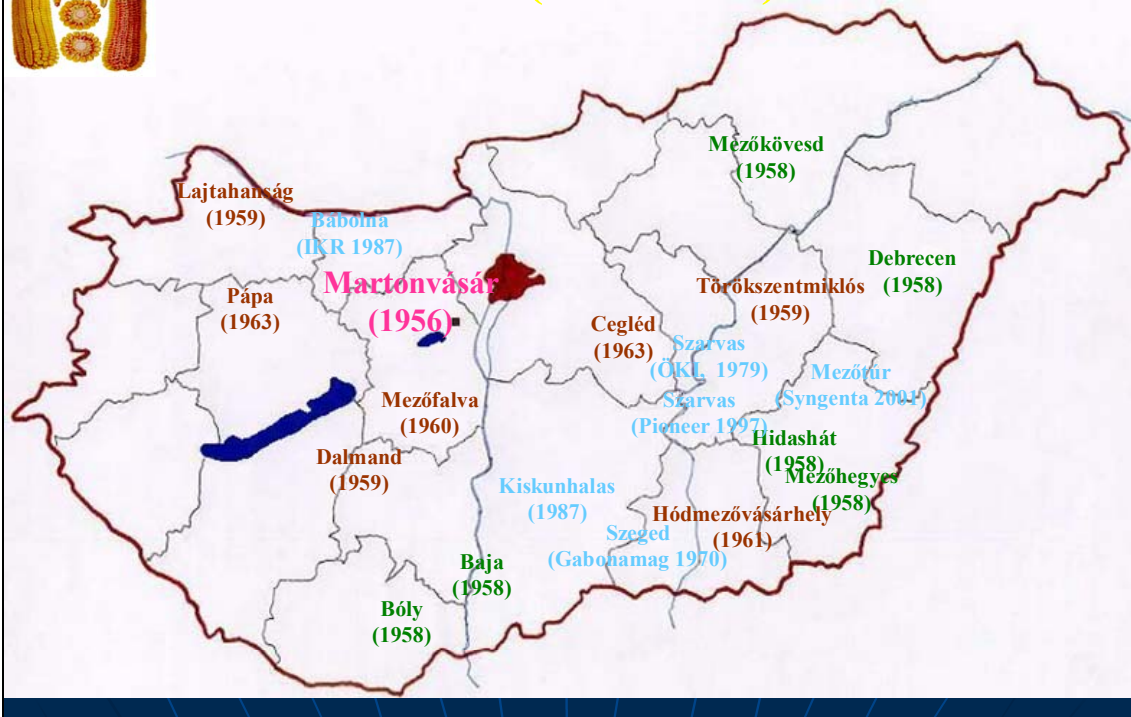 Mezőkövesd
(1958)
Lajtahanság
(1959)
Bábolna
(IKR 1987)
Debrecen
(1958)
Martonvásár
(1956)
Pápa
(1963)
Törökszentmiklós
(1959)
Cegléd
(1963)
Szarvas
(ÖKI, 1979)
Mezőtúr
(Syngenta 2001)
Mezőfalva
(1960)
Szarvas
(Pioneer 1997)
Hidashát
(1958)
Dalmand
(1959)
Mezőhegyes
(1958)
Kiskunhalas
(1987)
Hódmezővásárhely
(1961)
Szeged
(Gabonamag 1970)
Baja
(1958)
Bóly
(1958)